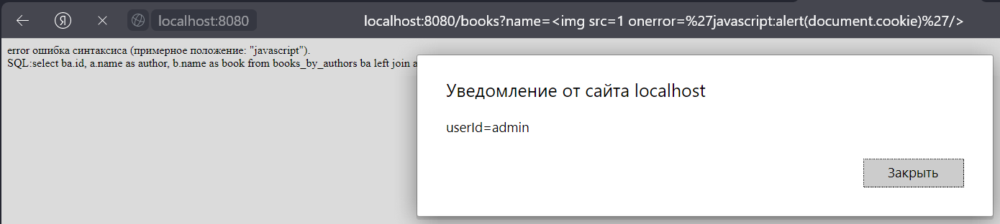 Я localhost:8080 localhost:8080/books?name=<img src=1 onerror=%27javascript:alert(document.cookie)%27/>
error ошибка синтаксиса (примерное положение: "javascript").
SQL:select ba.id, a.name as author, b.name as book from books_by_authors ba left join a
Уведомление от сайта localhost
userId=admin
Закрыть